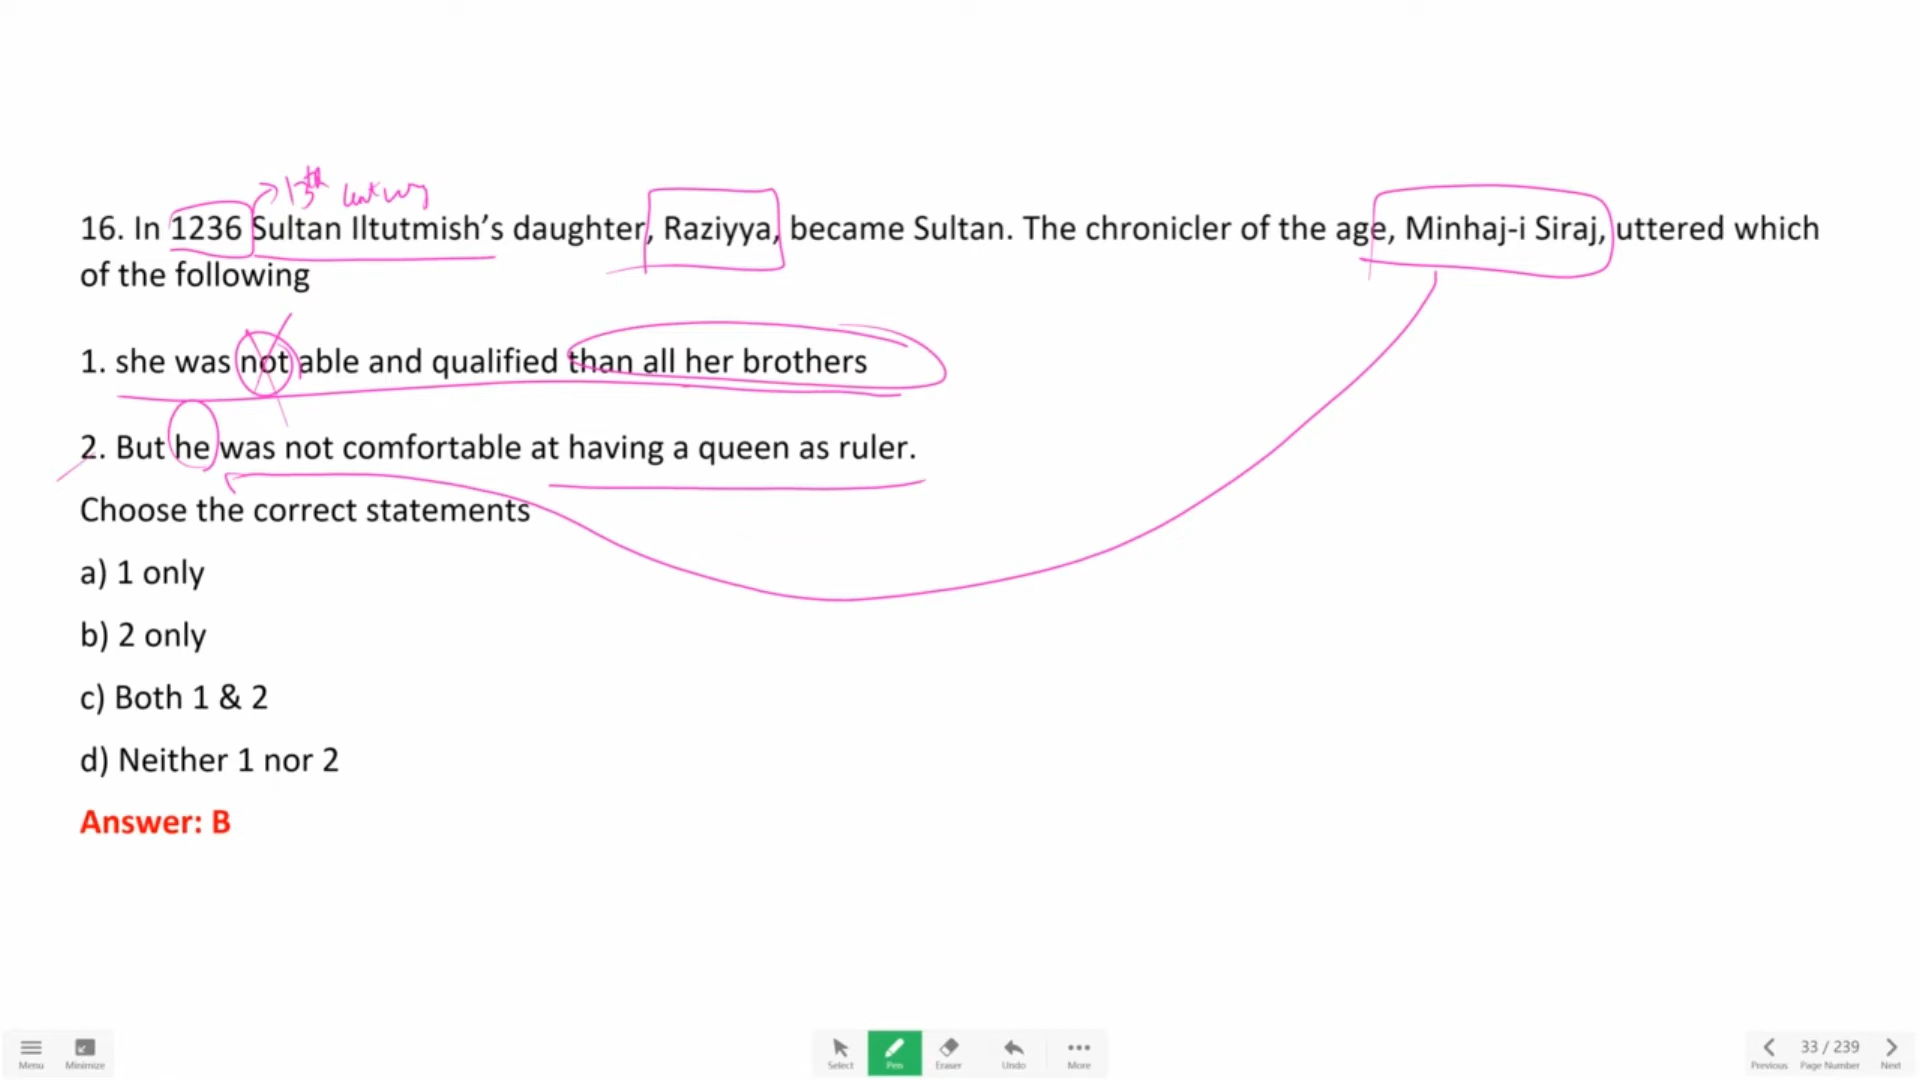 13th century
16. In 1236 Sultan Iltutmish’s daughter, Raziyya, became Sultan. The chronicler of the age, Minhaj-i Siraj, uttered which
of the following
1. she was not able and qualified than all her brothers
2. But he was not comfortable at having a queen as ruler.
Choose the correct statements
a) 1 only
b) 2 only
c) Both 1 & 2
d) Neither 1 nor 2
Answer: B
Menu Minimize Select Pen Eraser Undo More Previous 33 / 239 Page Number Next